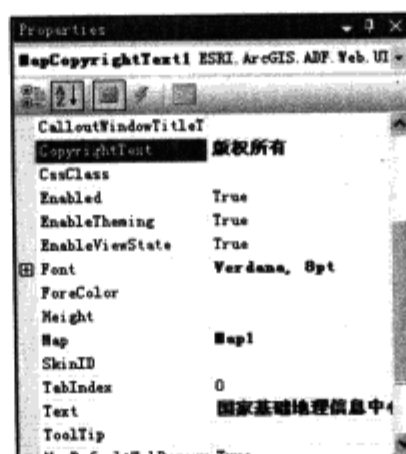 Properties
MapCopyrightText1 ESRI.ArcGIS.ADF.Web.UI
CalloutWindowTitleT
CopyrightText 版权所有
CssClass
Enabled True
EnableTheming True
EnableViewState True
Font Verdana, 8pt
ForeColor
Height
Map Map1
SkinID
TabIndex 0
Text 国家基础地理信息中
ToolTip